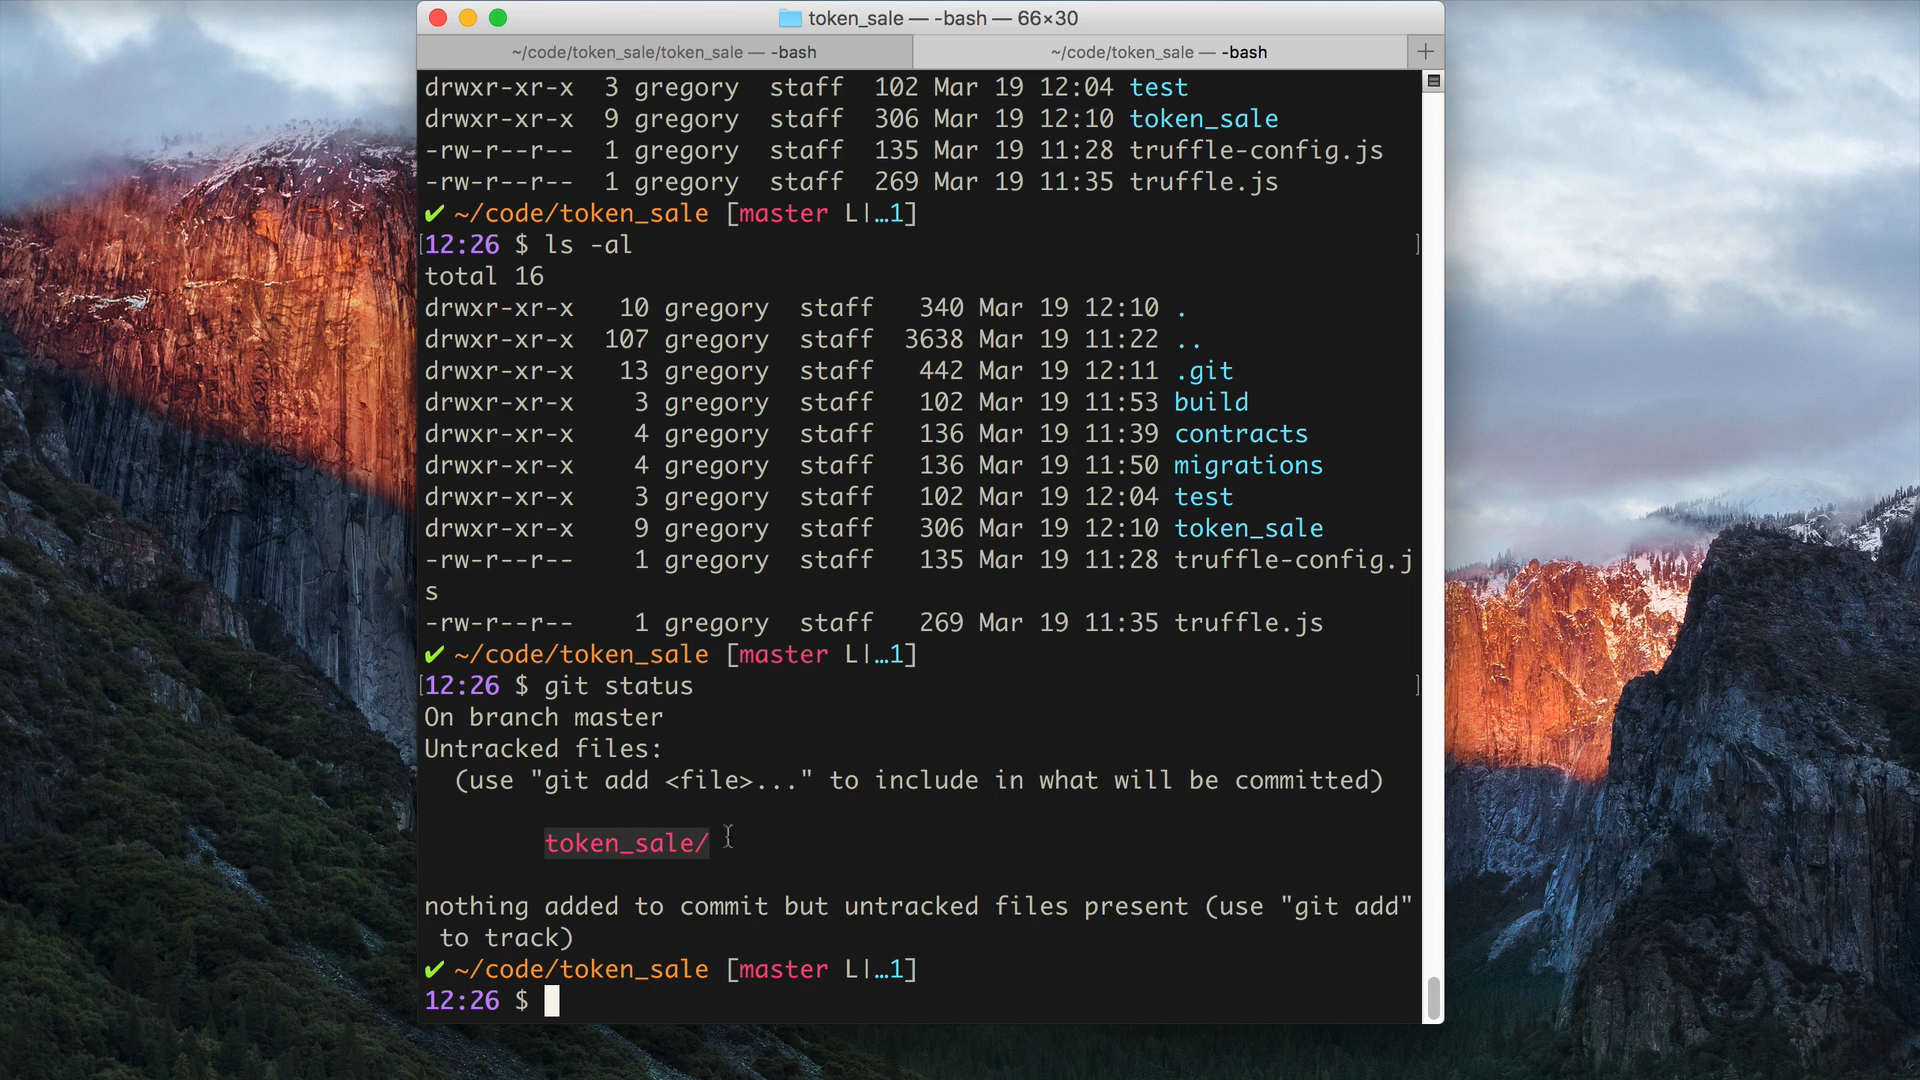 token_sale — -bash — 66×30
~/code/token_sale/token_sale — -bash
~/code/token_sale — -bash
drwxr-xr-x  3 gregory  staff  102 Mar 19 12:04 test
drwxr-xr-x  9 gregory  staff  306 Mar 19 12:10 token_sale
-rw-r--r--  1 gregory  staff  135 Mar 19 11:28 truffle-config.js
-rw-r--r--  1 gregory  staff  269 Mar 19 11:35 truffle.js
✔ ~/code/token_sale [master L|…1]
[12:26 $ ls -al ]
total 16
drwxr-xr-x   10 gregory  staff   340 Mar 19 12:10 .
drwxr-xr-x  107 gregory  staff  3638 Mar 19 11:22 ..
drwxr-xr-x   13 gregory  staff   442 Mar 19 12:11 .git
drwxr-xr-x    3 gregory  staff   102 Mar 19 11:53 build
drwxr-xr-x    4 gregory  staff   136 Mar 19 11:39 contracts
drwxr-xr-x    4 gregory  staff   136 Mar 19 11:50 migrations
drwxr-xr-x    3 gregory  staff   102 Mar 19 12:04 test
drwxr-xr-x    9 gregory  staff   306 Mar 19 12:10 token_sale
-rw-r--r--    1 gregory  staff   135 Mar 19 11:28 truffle-config.j
s
-rw-r--r--    1 gregory  staff   269 Mar 19 11:35 truffle.js
✔ ~/code/token_sale [master L|…1]
[12:26 $ git status ]
On branch master
Untracked files:
  (use "git add <file>..." to include in what will be committed)
        token_sale/
nothing added to commit but untracked files present (use "git add"
 to track)
✔ ~/code/token_sale [master L|…1]
12:26 $